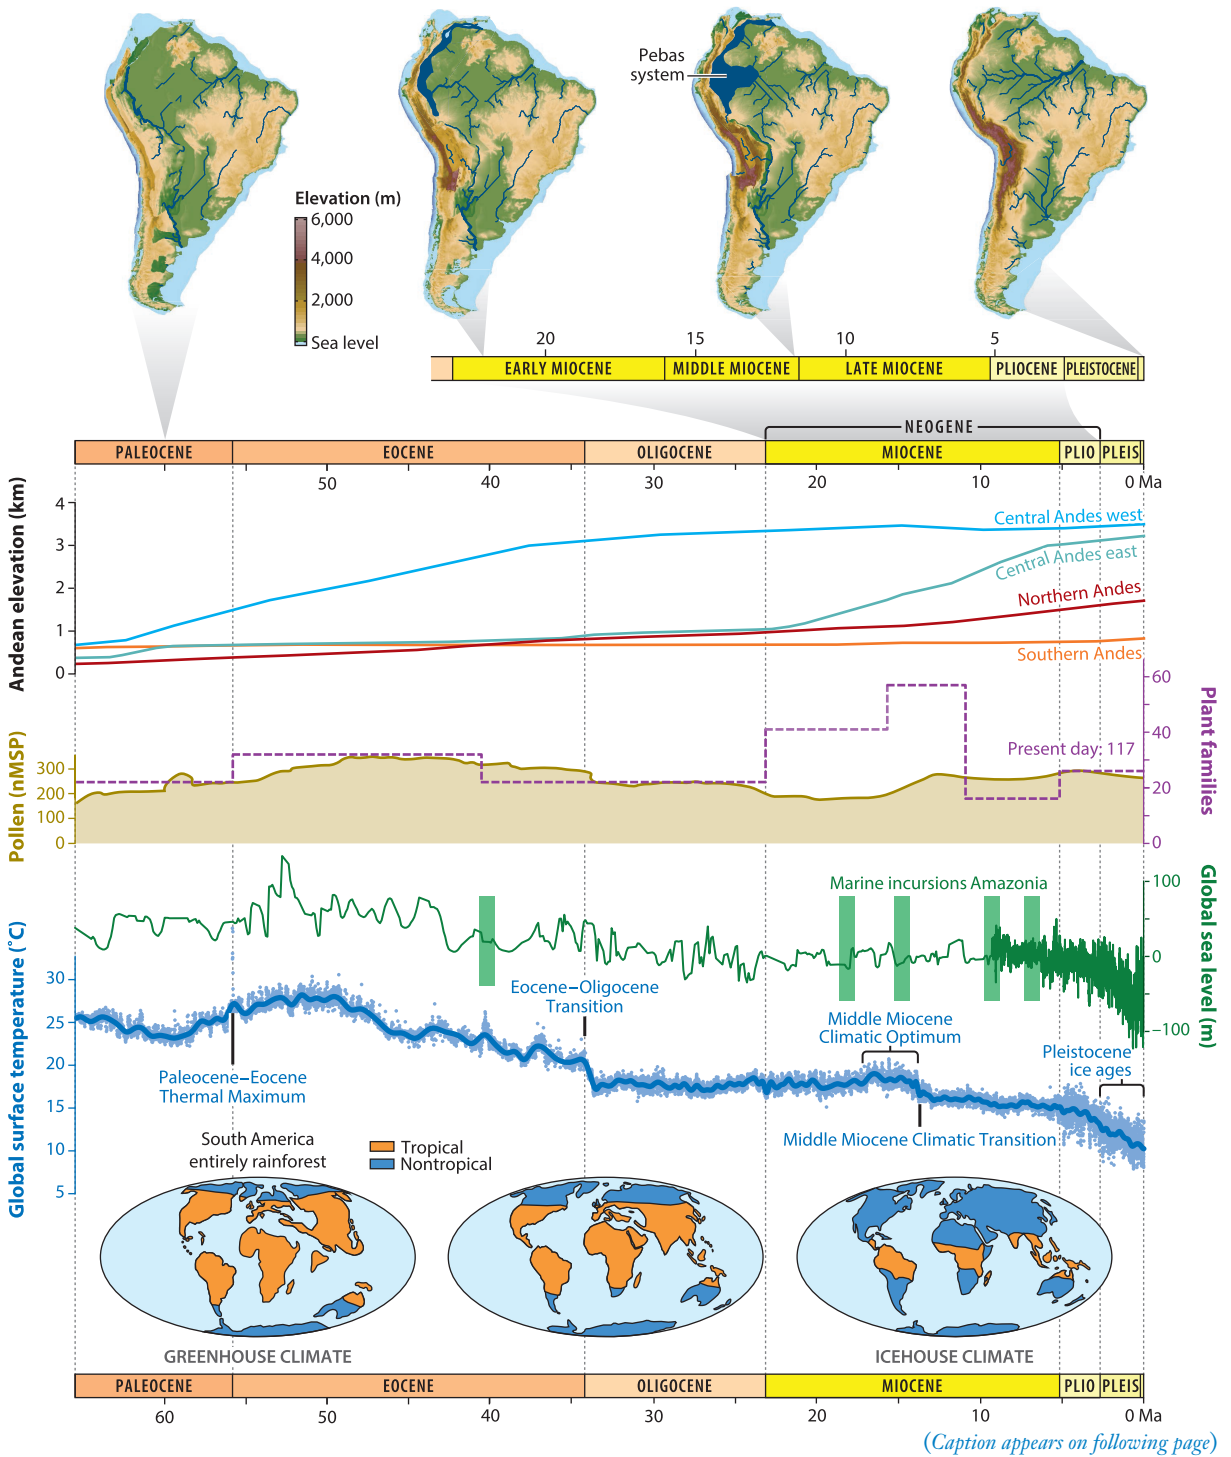 Pebas
system
Elevation (m)
6,000
4,000
2,000
Sea level
20 15 10 5
EARLY MIOCENE MIDDLE MIOCENE LATE MIOCENE PLIOCENE PLEISTOCENE
NEOGENE
PALEOCENE EOCENE OLIGOCENE MIOCENE PLIO PLEIS
50 40 30 20 10 0 Ma
Andean elevation (km)
4
3
2
1
0
Central Andes west
Central Andes east
Northern Andes
Southern Andes
Pollen (nMSP)
300
200
100
0
Plant families
60
40
20
0
Present day: 117
Marine incursions Amazonia
Global sea level (m)
100
0
−100
Global surface temperature (˚C)
30
25
20
15
10
5
Eocene–Oligocene
Transition
Middle Miocene
Climatic Optimum
Pleistocene
ice ages
Paleocene–Eocene
Thermal Maximum
Middle Miocene Climatic Transition
South America
entirely rainforest
Tropical
Nontropical
GREENHOUSE CLIMATE ICEHOUSE CLIMATE
PALEOCENE EOCENE OLIGOCENE MIOCENE PLIO PLEIS
60 50 40 30 20 10 0 Ma
(Caption appears on following page)